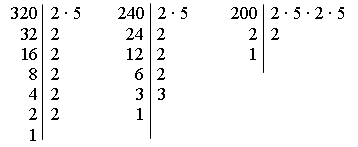 320 | 2 · 5
32 | 2
16 | 2
8 | 2
4 | 2
2 | 2
1 |
240 | 2 · 5
24 | 2
12 | 2
6 | 2
3 | 3
1 |
200 | 2 · 5 · 2 · 5
2 | 2
1 |